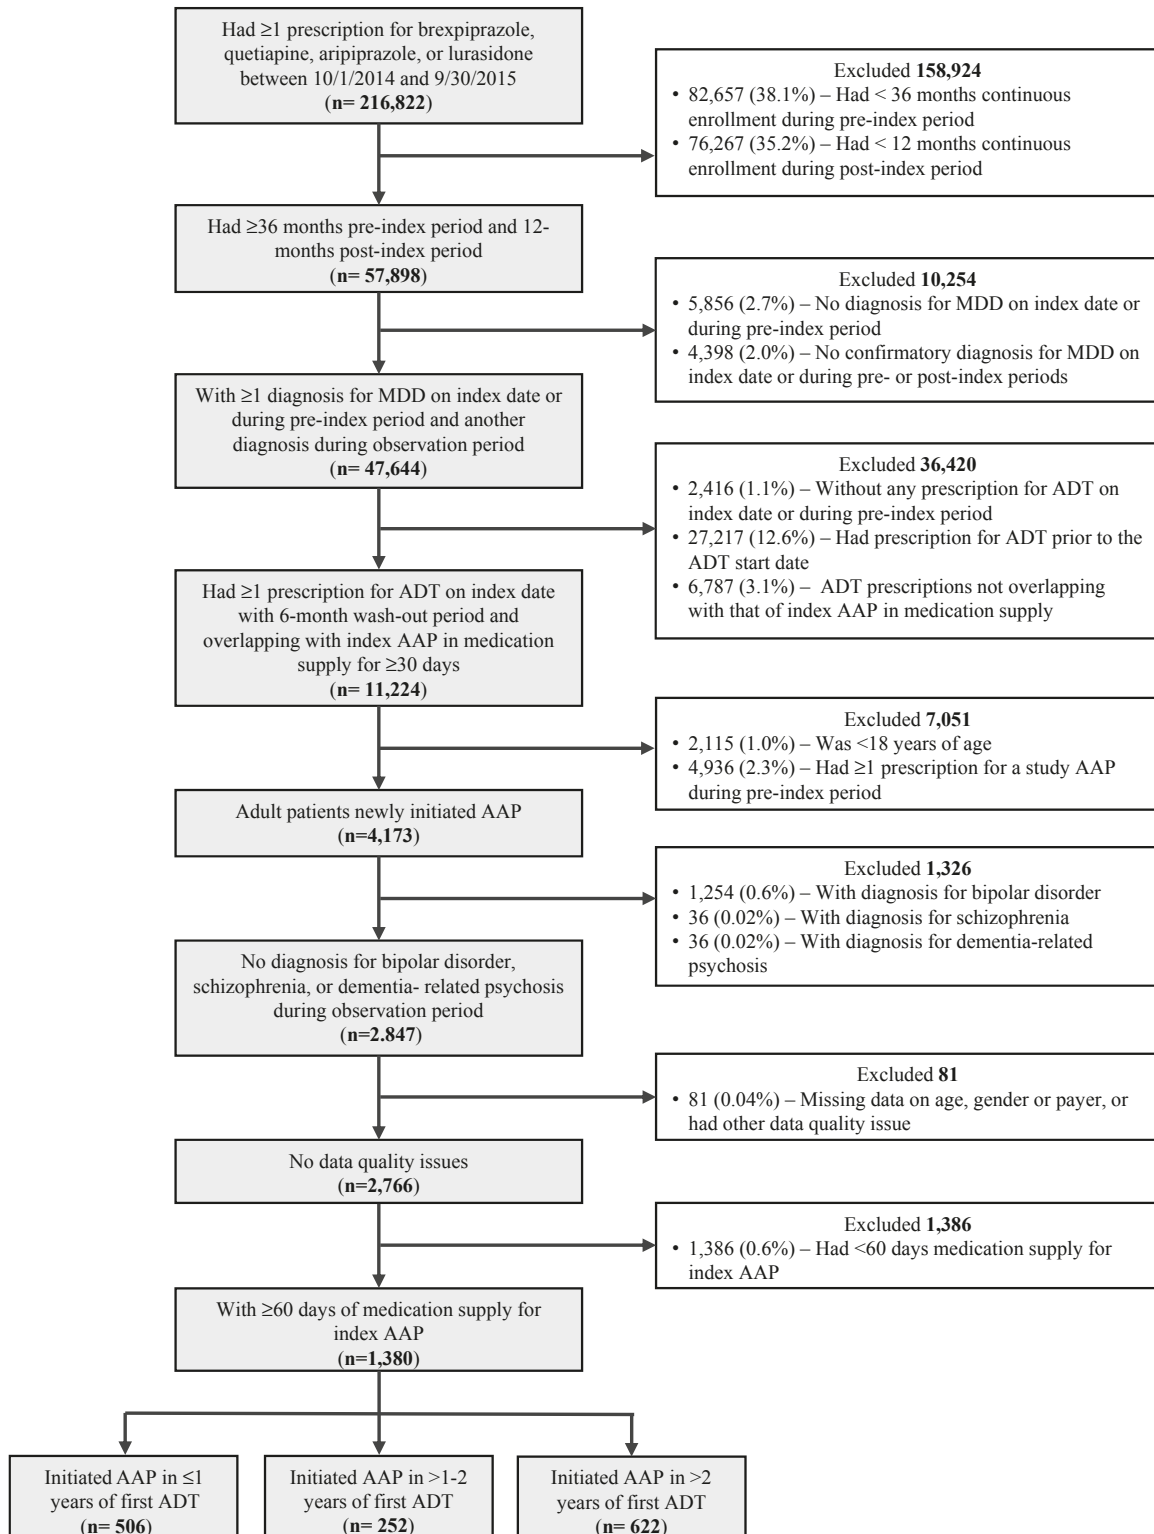 Had ≥1 prescription for brexpiprazole,
quetiapine, aripiprazole, or lurasidone
between 10/1/2014 and 9/30/2015
(n= 216,822)
Excluded 158,924
• 82,657 (38.1%) – Had < 36 months continuous
enrollment during pre-index period
• 76,267 (35.2%) – Had < 12 months continuous
enrollment during post-index period
Had ≥36 months pre-index period and 12-
months post-index period
(n= 57,898)
Excluded 10,254
• 5,856 (2.7%) – No diagnosis for MDD on index date or
during pre-index period
• 4,398 (2.0%) – No confirmatory diagnosis for MDD on
index date or during pre- or post-index periods
With ≥1 diagnosis for MDD on index date or
during pre-index period and another
diagnosis during observation period
(n= 47,644)
Excluded 36,420
• 2,416 (1.1%) – Without any prescription for ADT on
index date or during pre-index period
• 27,217 (12.6%) – Had prescription for ADT prior to the
ADT start date
• 6,787 (3.1%) – ADT prescriptions not overlapping
with that of index AAP in medication supply
Had ≥1 prescription for ADT on index date
with 6-month wash-out period and
overlapping with index AAP in medication
supply for ≥30 days
(n= 11,224)
Excluded 7,051
• 2,115 (1.0%) – Was <18 years of age
• 4,936 (2.3%) – Had ≥1 prescription for a study AAP
during pre-index period
Adult patients newly initiated AAP
(n=4,173)
Excluded 1,326
• 1,254 (0.6%) – With diagnosis for bipolar disorder
• 36 (0.02%) – With diagnosis for schizophrenia
• 36 (0.02%) – With diagnosis for dementia-related
psychosis
No diagnosis for bipolar disorder,
schizophrenia, or dementia- related psychosis
during observation period
(n=2.847)
Excluded 81
• 81 (0.04%) – Missing data on age, gender or payer, or
had other data quality issue
No data quality issues
(n=2,766)
Excluded 1,386
• 1,386 (0.6%) – Had <60 days medication supply for
index AAP
With ≥60 days of medication supply for
index AAP
(n=1,380)
Initiated AAP in ≤1
years of first ADT
(n= 506)
Initiated AAP in >1-2
years of first ADT
(n= 252)
Initiated AAP in >2
years of first ADT
(n= 622)